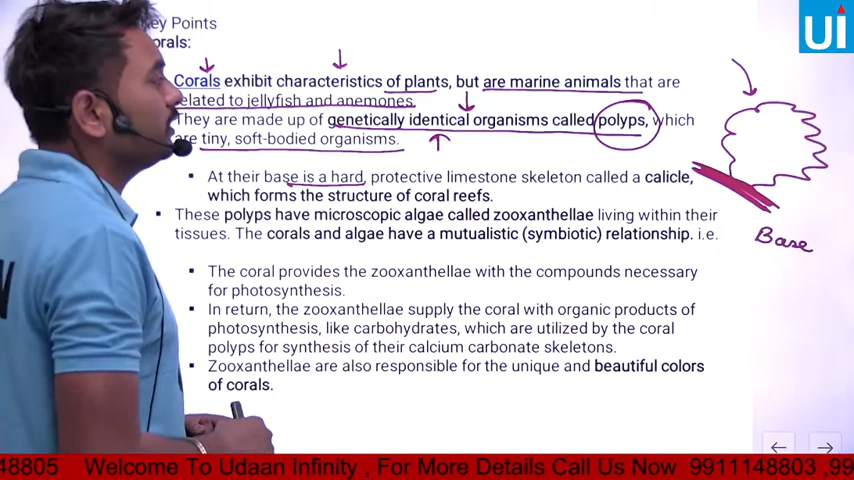 Key Points
orals:
Corals exhibit characteristics of plants, but are marine animals that are
related to jellyfish and anemones.
They are made up of genetically identical organisms called polyps, which
are tiny, soft-bodied organisms.
At their base is a hard, protective limestone skeleton called a calicle,
which forms the structure of coral reefs.
These polyps have microscopic algae called zooxanthellae living within their
tissues. The corals and algae have a mutualistic (symbiotic) relationship. i.e.
The coral provides the zooxanthellae with the compounds necessary
for photosynthesis.
In return, the zooxanthellae supply the coral with organic products of
photosynthesis, like carbohydrates, which are utilized by the coral
polyps for synthesis of their calcium carbonate skeletons.
Zooxanthellae are also responsible for the unique and beautiful colors
of corals.
UI
Base
N
48805 Welcome To Udaan Infinity , For More Details Call Us Now 9911148803 ,99